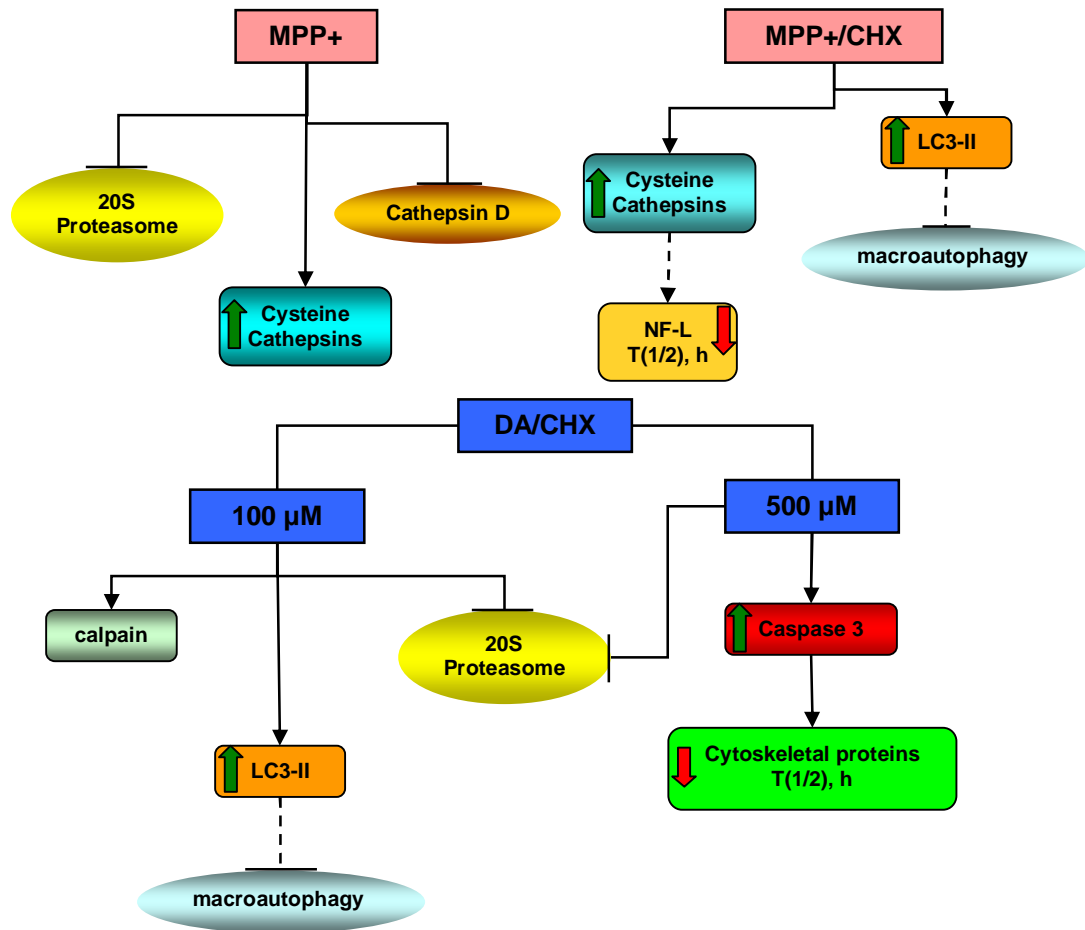 MPP+
MPP+/CHX
LC3-II
20S
Proteasome
Cathepsin D
Cysteine
Cathepsins
macroautophagy
Cysteine
Cathepsins
NF-L
T(1/2), h
DA/CHX
100 µM
500 µM
calpain
20S
Proteasome
Caspase 3
LC3-II
Cytoskeletal proteins
T(1/2), h
macroautophagy